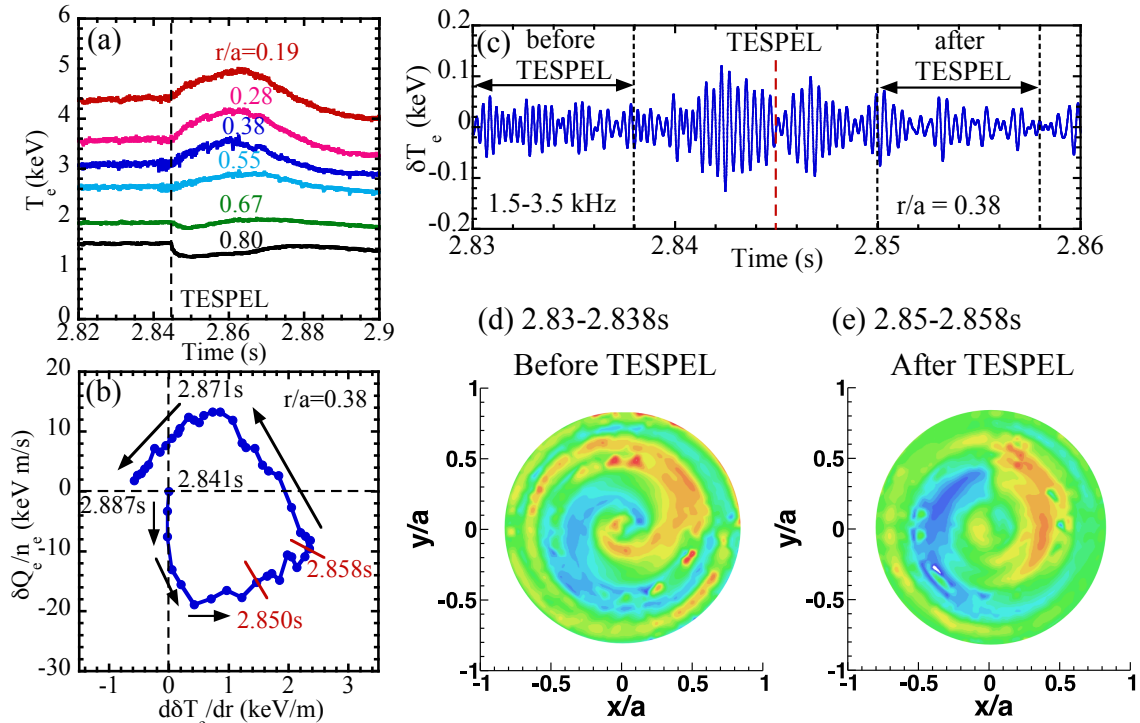 (a)
r/a=0.19
0.28
0.38
0.55
0.67
0.80
TESPEL
Te(keV)
6
5
4
3
2
1
0
2.82 2.84 2.86 2.88 2.9
Time (s)
(b)
2.871s
r/a=0.38
2.841s
2.887s
2.858s
2.850s
δQe/ne (keV m/s)
20
10
0
-10
-20
-30
-1 0 1 2 3
dδTe/dr (keV/m)
(c)
before
TESPEL
TESPEL
after
TESPEL
δTe (keV)
0.2
0.1
0
-0.1
-0.2
1.5-3.5 kHz
r/a = 0.38
2.83 2.84 2.85 2.86
Time (s)
(d) 2.83-2.838s
Before TESPEL
y/a
1
0.5
0
-0.5
-1
-1 -0.5 0 0.5 1
x/a
(e) 2.85-2.858s
After TESPEL
y/a
1
0.5
0
-0.5
-1
-1 -0.5 0 0.5 1
x/a